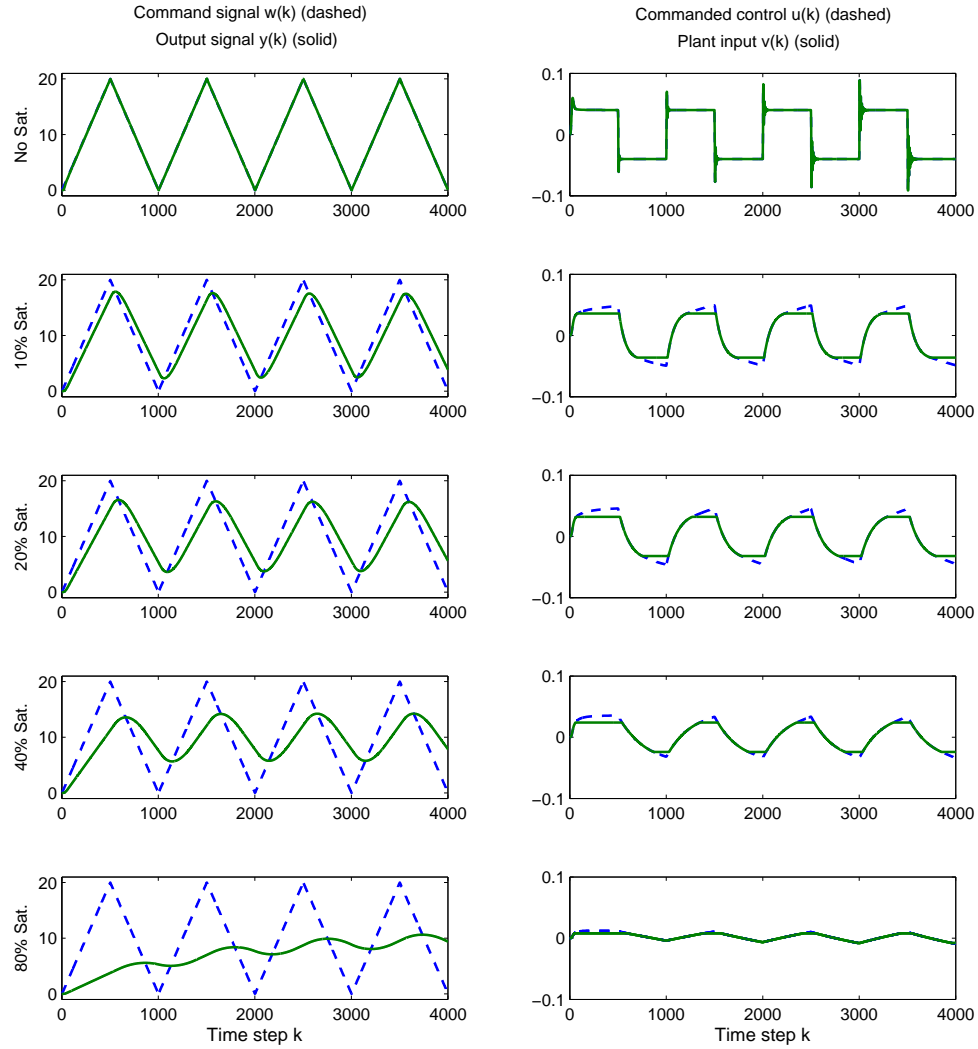 Command signal w(k) (dashed)
Output signal y(k) (solid)
Commanded control u(k) (dashed)
Plant input v(k) (solid)
No Sat.
20
10
0
0 1000 2000 3000 4000
0.1
0
−0.1
0 1000 2000 3000 4000
10% Sat.
20
10
0
0 1000 2000 3000 4000
0.1
0
−0.1
0 1000 2000 3000 4000
20% Sat.
20
10
0
0 1000 2000 3000 4000
0.1
0
−0.1
0 1000 2000 3000 4000
40% Sat.
20
10
0
0 1000 2000 3000 4000
0.1
0
−0.1
0 1000 2000 3000 4000
80% Sat.
20
10
0
0 1000 2000 3000 4000
Time step k
0.1
0
−0.1
0 1000 2000 3000 4000
Time step k